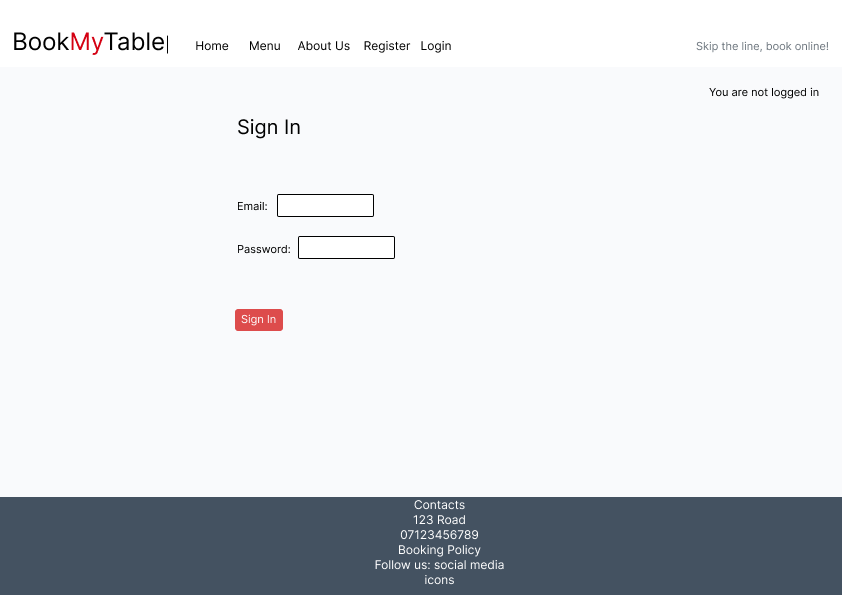 BookMyTable|
Home Menu About Us Register Login
Skip the line, book online!
You are not logged in
Sign In
Email:
Password:
Sign In
Contacts
123 Road
07123456789
Booking Policy
Follow us: social media
icons